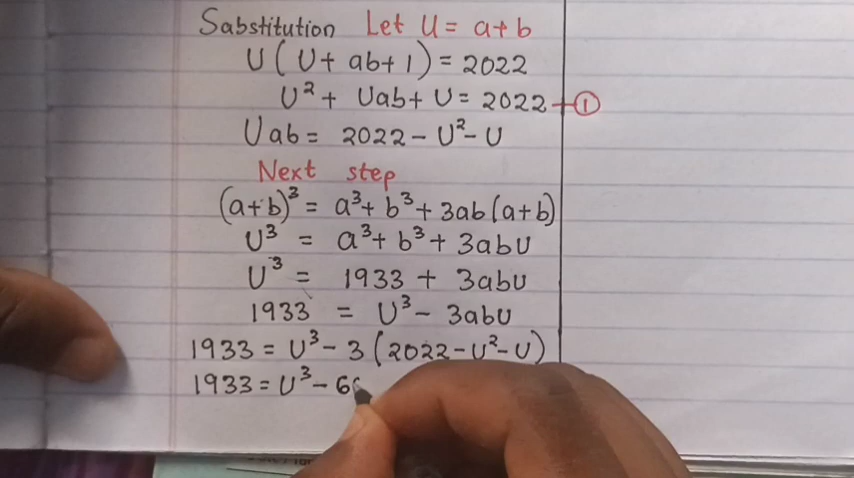 Sabstitution Let U = a+b
U(U+ ab+1) = 2022
U² + Uab + U = 2022 —①
Uab = 2022 - U² - U
Next step
(a+b)³ = a³ + b³ + 3ab(a+b)
U³ = a³ + b³ + 3abU
U³ = 1933 + 3abU
1933 = U³ - 3abU
1933 = U³ - 3(2022 - U² - U)
1933 = U³ - 6